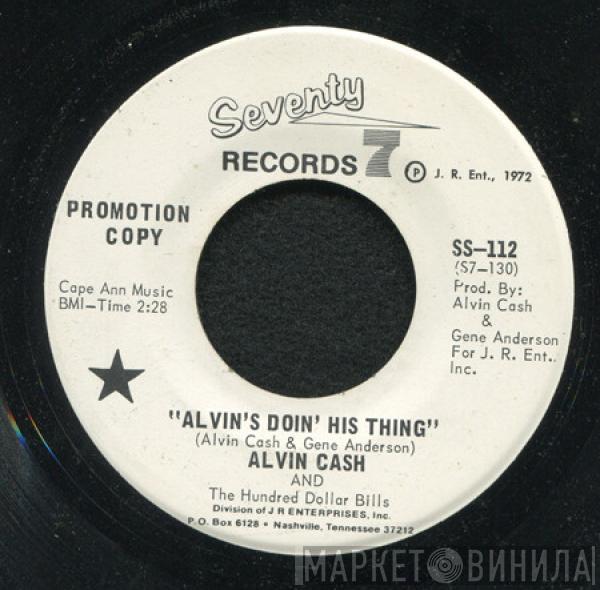 Seventy 7
RECORDS
℗ J. R. Ent., 1972
PROMOTION
COPY
SS—112
(S7—130)
Prod. By:
Alvin Cash
&
Gene Anderson
For J. R. Ent..
Inc.
Cape Ann Music
BMI—Time 2:28
"ALVIN'S DOIN' HIS THING"
(Alvin Cash & Gene Anderson)
ALVIN CASH
AND
The Hundred Dollar Bills
Division of J R ENTERPRISES, Inc.
P.O. Box 6128 • Nashville, Tennessee 37212
МАРКЕТ ВИНИЛА